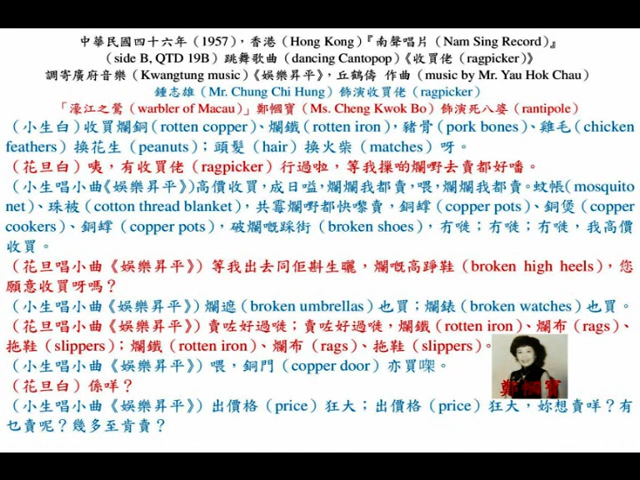 中華民國四十六年（1957），香港（Hong Kong）『南聲唱片（Nam Sing Record）』
（side B, QTD 19B）跳舞歌曲（dancing Cantopop）《收買佬（ragpicker）》
調寄廣府音樂（Kwangtung music）《娛樂昇平》，丘鶴儔 作曲（music by Mr. Yau Hok Chau）
鍾志雄（Mr. Chung Chi Hung）飾演收買佬（ragpicker）
「濠江之鶯（warbler of Macau）」鄭幗寶（Ms. Cheng Kwok Bo）飾演死八婆（rantipole）
（小生白）收買爛銅（rotten copper）、爛鐵（rotten iron），豬骨（pork bones）、雞毛（chicken
feathers）換花生（peanuts）；頭髮（hair）換火柴（matches）呀。
（花旦白）咦，有收買佬（ragpicker）行過啦，等我攞啲爛嘢去賣都好噃。
（小生唱小曲《娛樂昇平》）高價收買，成日嗌，爛爛我都賣，喂，爛爛我都賣。蚊帳（mosquito
net）、珠被（cotton thread blanket），共霉爛嘢都快嚟賣，銅罉（copper pots）、銅煲（copper
cookers）、銅罉（copper pots），破爛嘅踩街（broken shoes），冇嘥；冇嘥；冇嘥，我高價
收買。
（花旦唱小曲《娛樂昇平》）等我出去同佢斟生曬，爛嘅高踭鞋（broken high heels），您
願意收買呀嗎？
（小生唱小曲《娛樂昇平》）爛遮（broken umbrellas）也買；爛錶（broken watches）也買。
（花旦唱小曲《娛樂昇平》）賣咗好過嘥；賣咗好過嘥，爛鐵（rotten iron）、爛布（rags）、
拖鞋（slippers）；爛鐵（rotten iron）、爛布（rags）、拖鞋（slippers）。
（小生唱小曲《娛樂昇平》）喂，銅門（copper door）亦買㗎。
（花旦白）係咩？
（小生唱小曲《娛樂昇平》）出價格（price）狂大；出價格（price）狂大，妳想賣咩？有
乜賣呢？幾多至肯賣？
鄭幗寶